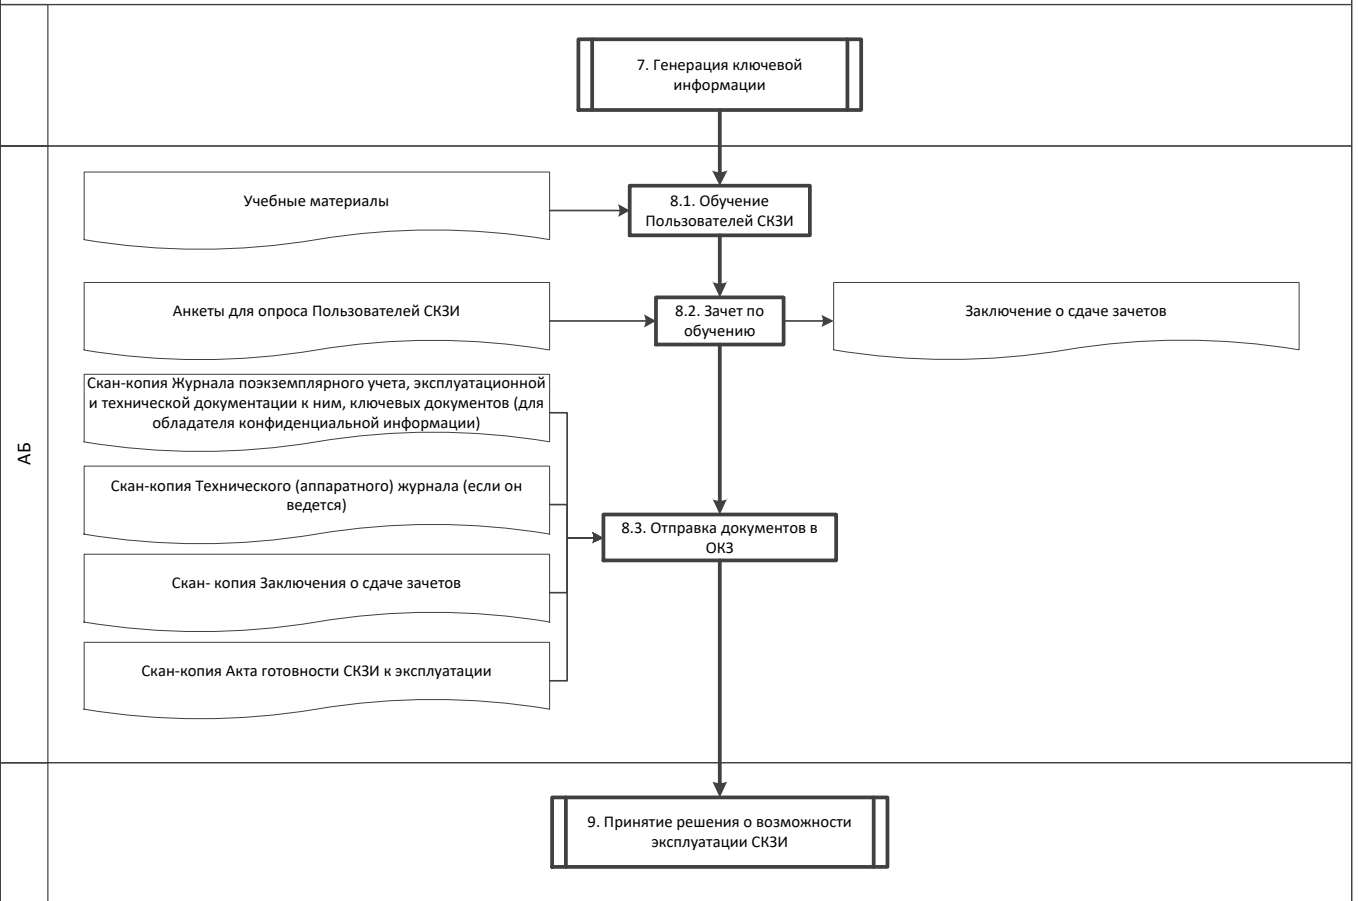 7. Генерация ключевой
информации
АБ
Учебные материалы
8.1. Обучение
Пользователей СКЗИ
Анкеты для опроса Пользователей СКЗИ
8.2. Зачет по
обучению
Заключение о сдаче зачетов
Скан-копия Журнала поэкземплярного учета, эксплуатационной
и технической документации к ним, ключевых документов (для
обладателя конфиденциальной информации)
Скан-копия Технического (аппаратного) журнала (если он
ведется)
8.3. Отправка документов в
ОКЗ
Скан- копия Заключения о сдаче зачетов
Скан-копия Акта готовности СКЗИ к эксплуатации
9. Принятие решения о возможности
эксплуатации СКЗИ